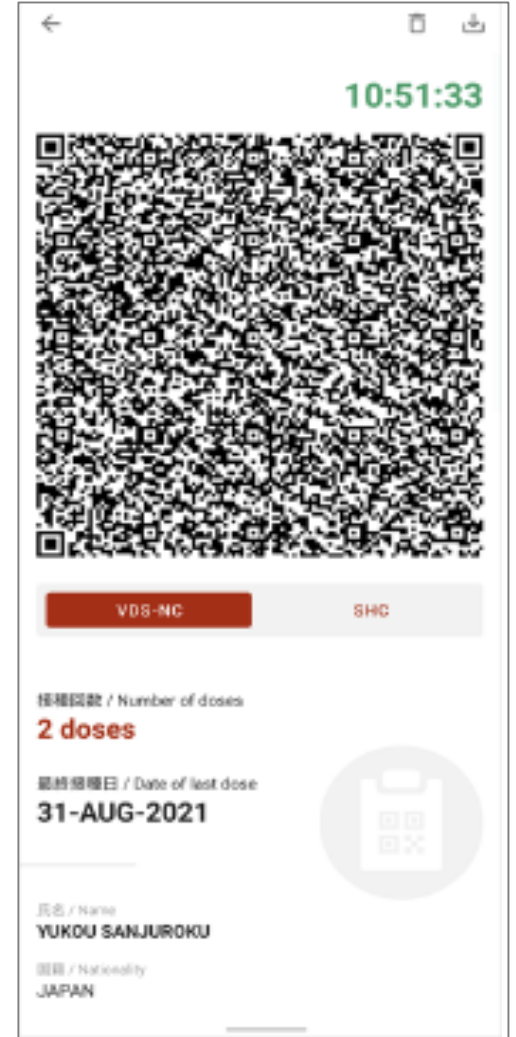 10:51:33
VDS-NC
SHC
接種回数 / Number of doses
2 doses
最終接種日 / Date of last dose
31-AUG-2021
氏名 / Name
YUKOU SANJUROKU
国籍 / Nationality
JAPAN